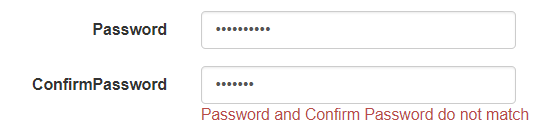 Password ••••••••••
ConfirmPassword •••••••
Password and Confirm Password do not match